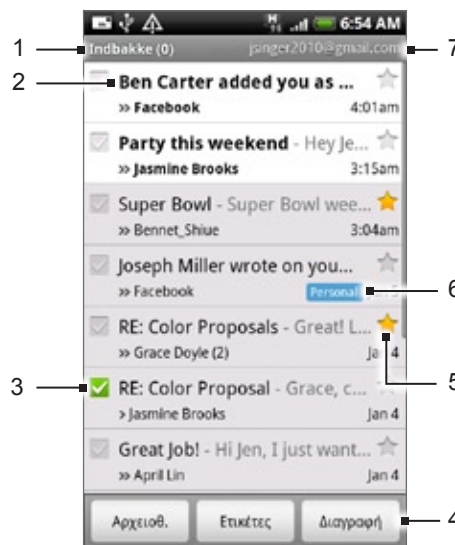 H 6:54 AM
1 Indbakke (0) jsinger2010@gmail.com 7
2 Ben Carter added you as ...
» Facebook 4:01am
Party this weekend - Hey Je...
» Jasmine Brooks 3:15am
Super Bowl - Super Bowl wee...
» Bennet_Shiue 3:04am
Joseph Miller wrote on you...
» Facebook Personal 6
RE: Color Proposals - Great! L...
» Grace Doyle (2) Jan 4 5
3 RE: Color Proposal - Grace, c...
› Jasmine Brooks Jan 4
Great Job! - Hi Jen, I just want...
» April Lin Jan 4
Αρχειοθ. Ετικέτες Διαγραφή 4